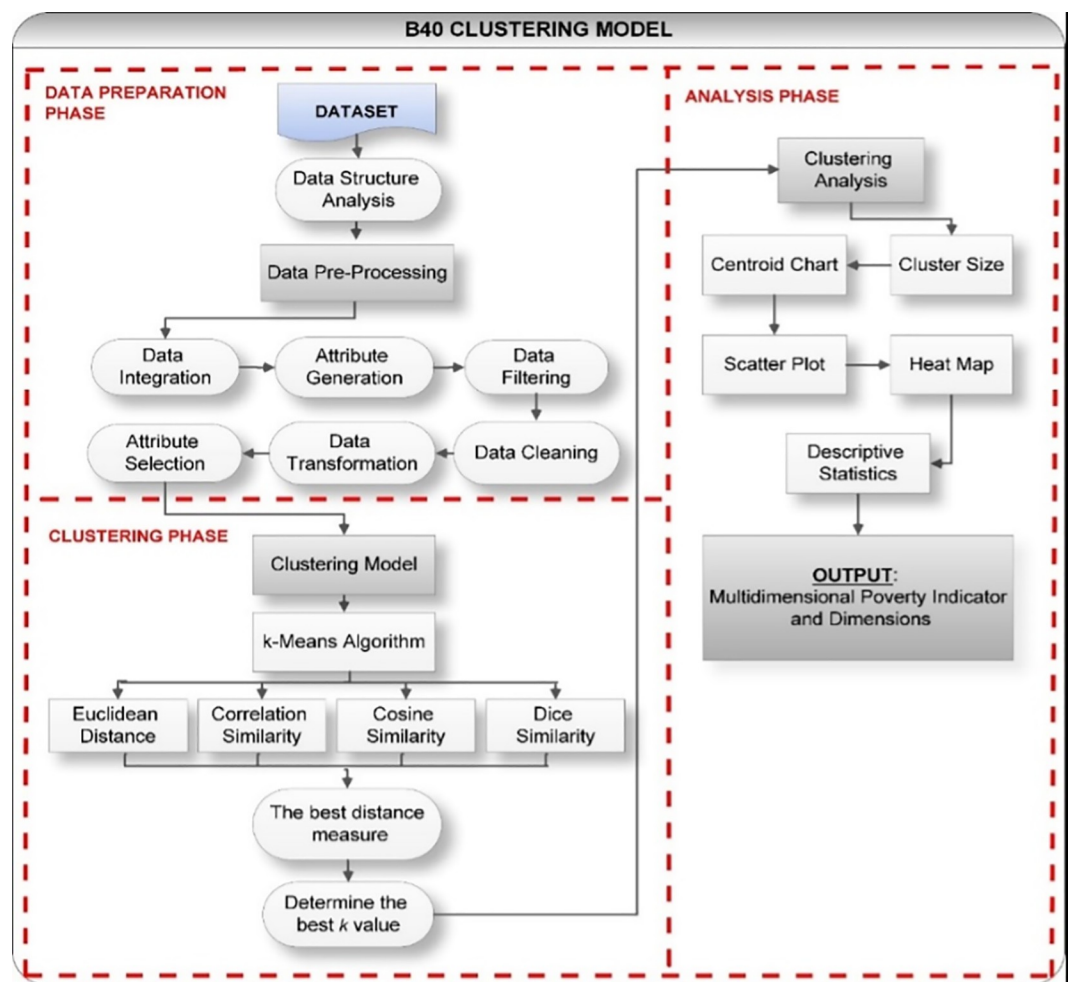 B40 CLUSTERING MODEL
DATA PREPARATION
PHASE
DATASET
Data Structure
Analysis
Data Pre-Processing
Data
Integration
Attribute
Generation
Data
Filtering
Data Cleaning
Data
Transformation
Attribute
Selection
CLUSTERING PHASE
Clustering Model
k-Means Algorithm
Euclidean
Distance
Correlation
Similarity
Cosine
Similarity
Dice
Similarity
The best distance
measure
Determine the
best k value
ANALYSIS PHASE
Clustering
Analysis
Cluster Size
Centroid Chart
Scatter Plot
Heat Map
Descriptive
Statistics
OUTPUT:
Multidimensional Poverty Indicator
and Dimensions